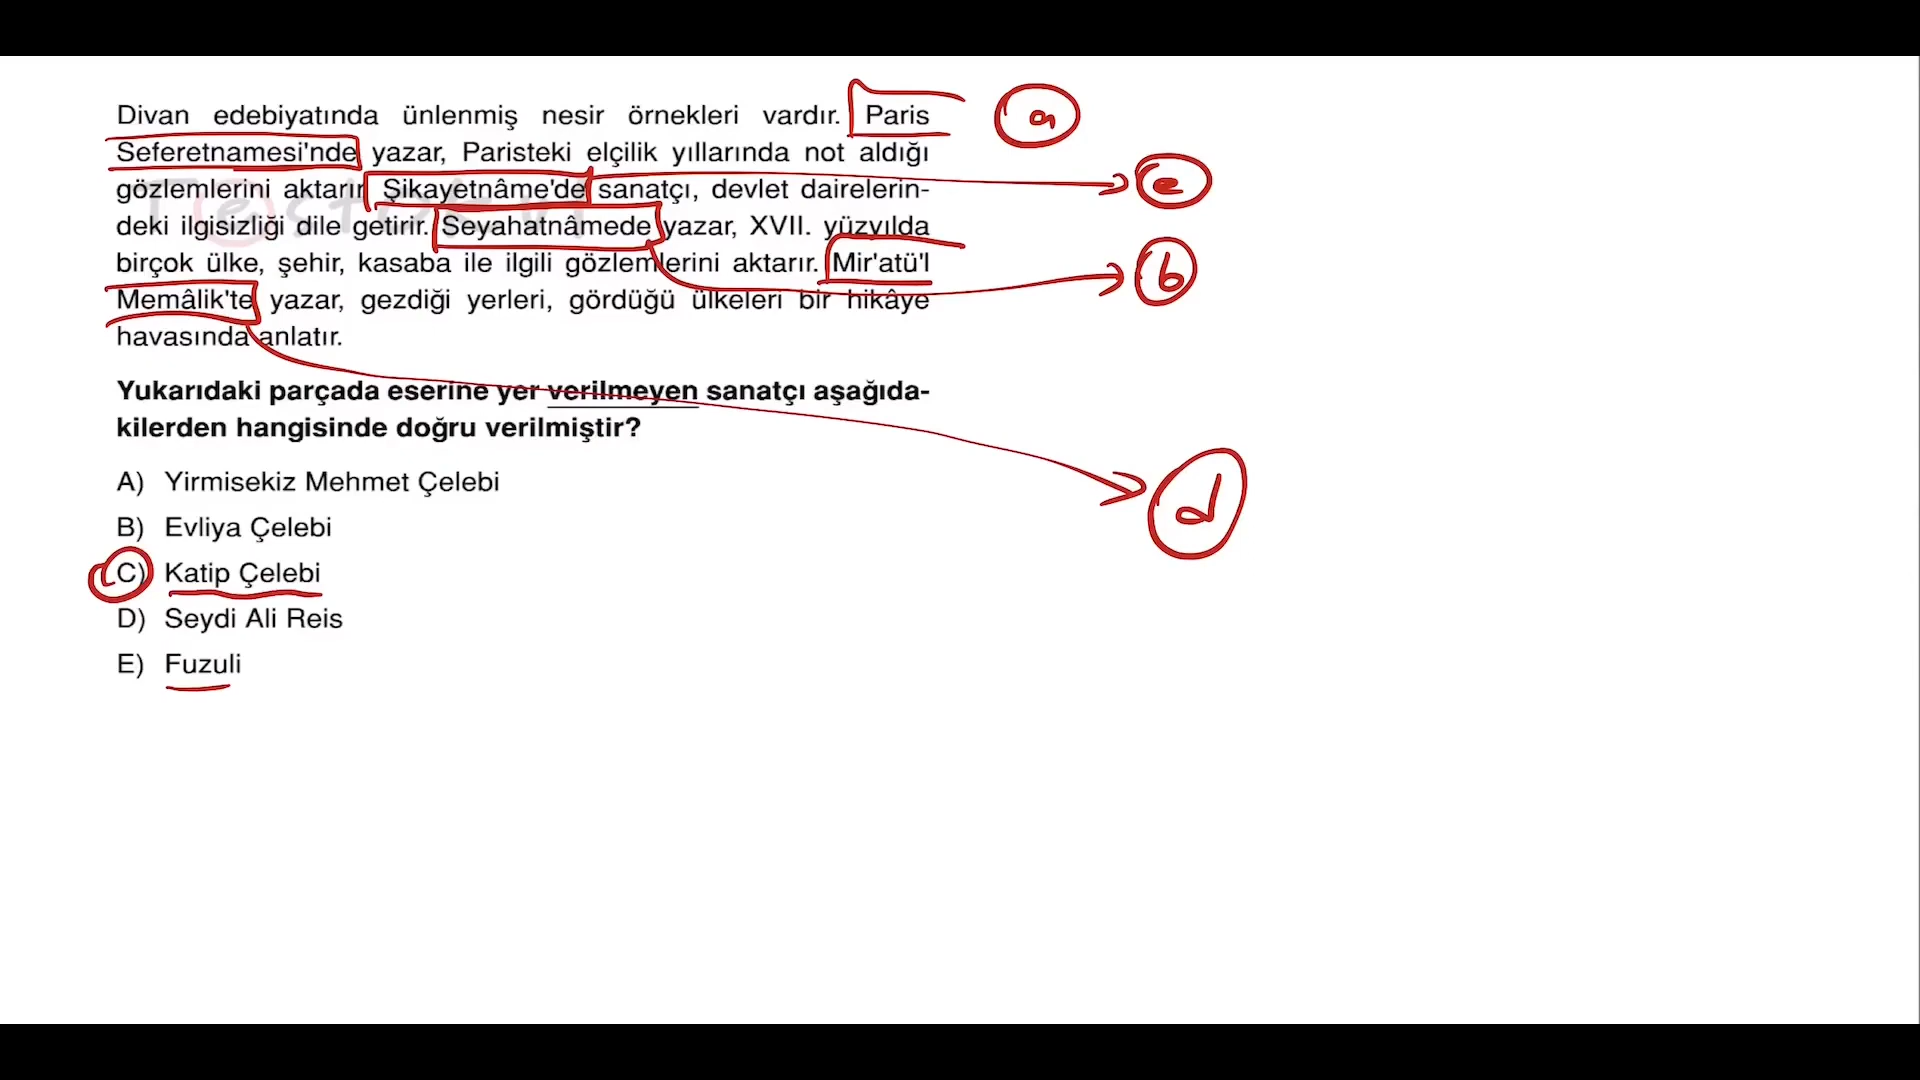 Divan edebiyatında ünlenmiş nesir örnekleri vardır. Paris
Seferetnamesi'nde yazar, Paristeki elçilik yıllarında not aldığı
gözlemlerini aktarır Şikayetnâme'de sanatçı, devlet dairelerin-
deki ilgisizliği dile getirir. Seyahatnâmede yazar, XVII. yüzyılda
birçok ülke, şehir, kasaba ile ilgili gözlemlerini aktarır. Mir'atü'l
Memâlik'te yazar, gezdiği yerleri, gördüğü ülkeleri bir hikâye
havasında anlatır.
Yukarıdaki parçada eserine yer verilmeyen sanatçı aşağıda-
kilerden hangisinde doğru verilmiştir?
A) Yirmisekiz Mehmet Çelebi
B) Evliya Çelebi
C) Katip Çelebi
D) Seydi Ali Reis
E) Fuzuli
a
e
b
d